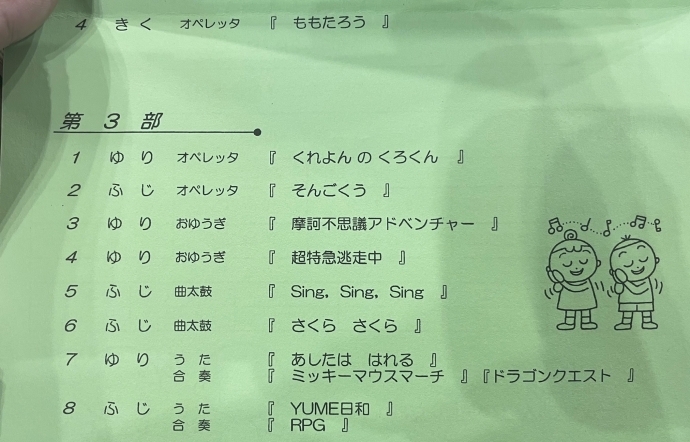 4 きく オペレッタ 『 ももたろう 』
第 3 部
1 ゆり オペレッタ 『 くれよん の くろくん 』
2 ふじ オペレッタ 『 そんごくう 』
3 ゆり おゆうぎ 『 摩訶不思議アドベンチャー 』
4 ゆり おゆうぎ 『 超特急逃走中 』
5 ふじ 曲太鼓 『 Sing, Sing, Sing 』
6 ふじ 曲太鼓 『 さくら さくら 』
7 ゆり うた 『 あしたは はれる 』
合奏 『 ミッキーマウスマーチ 』『ドラゴンクエスト 』
8 ふじ うた 『 YUME日和 』
合奏 『 RPG 』